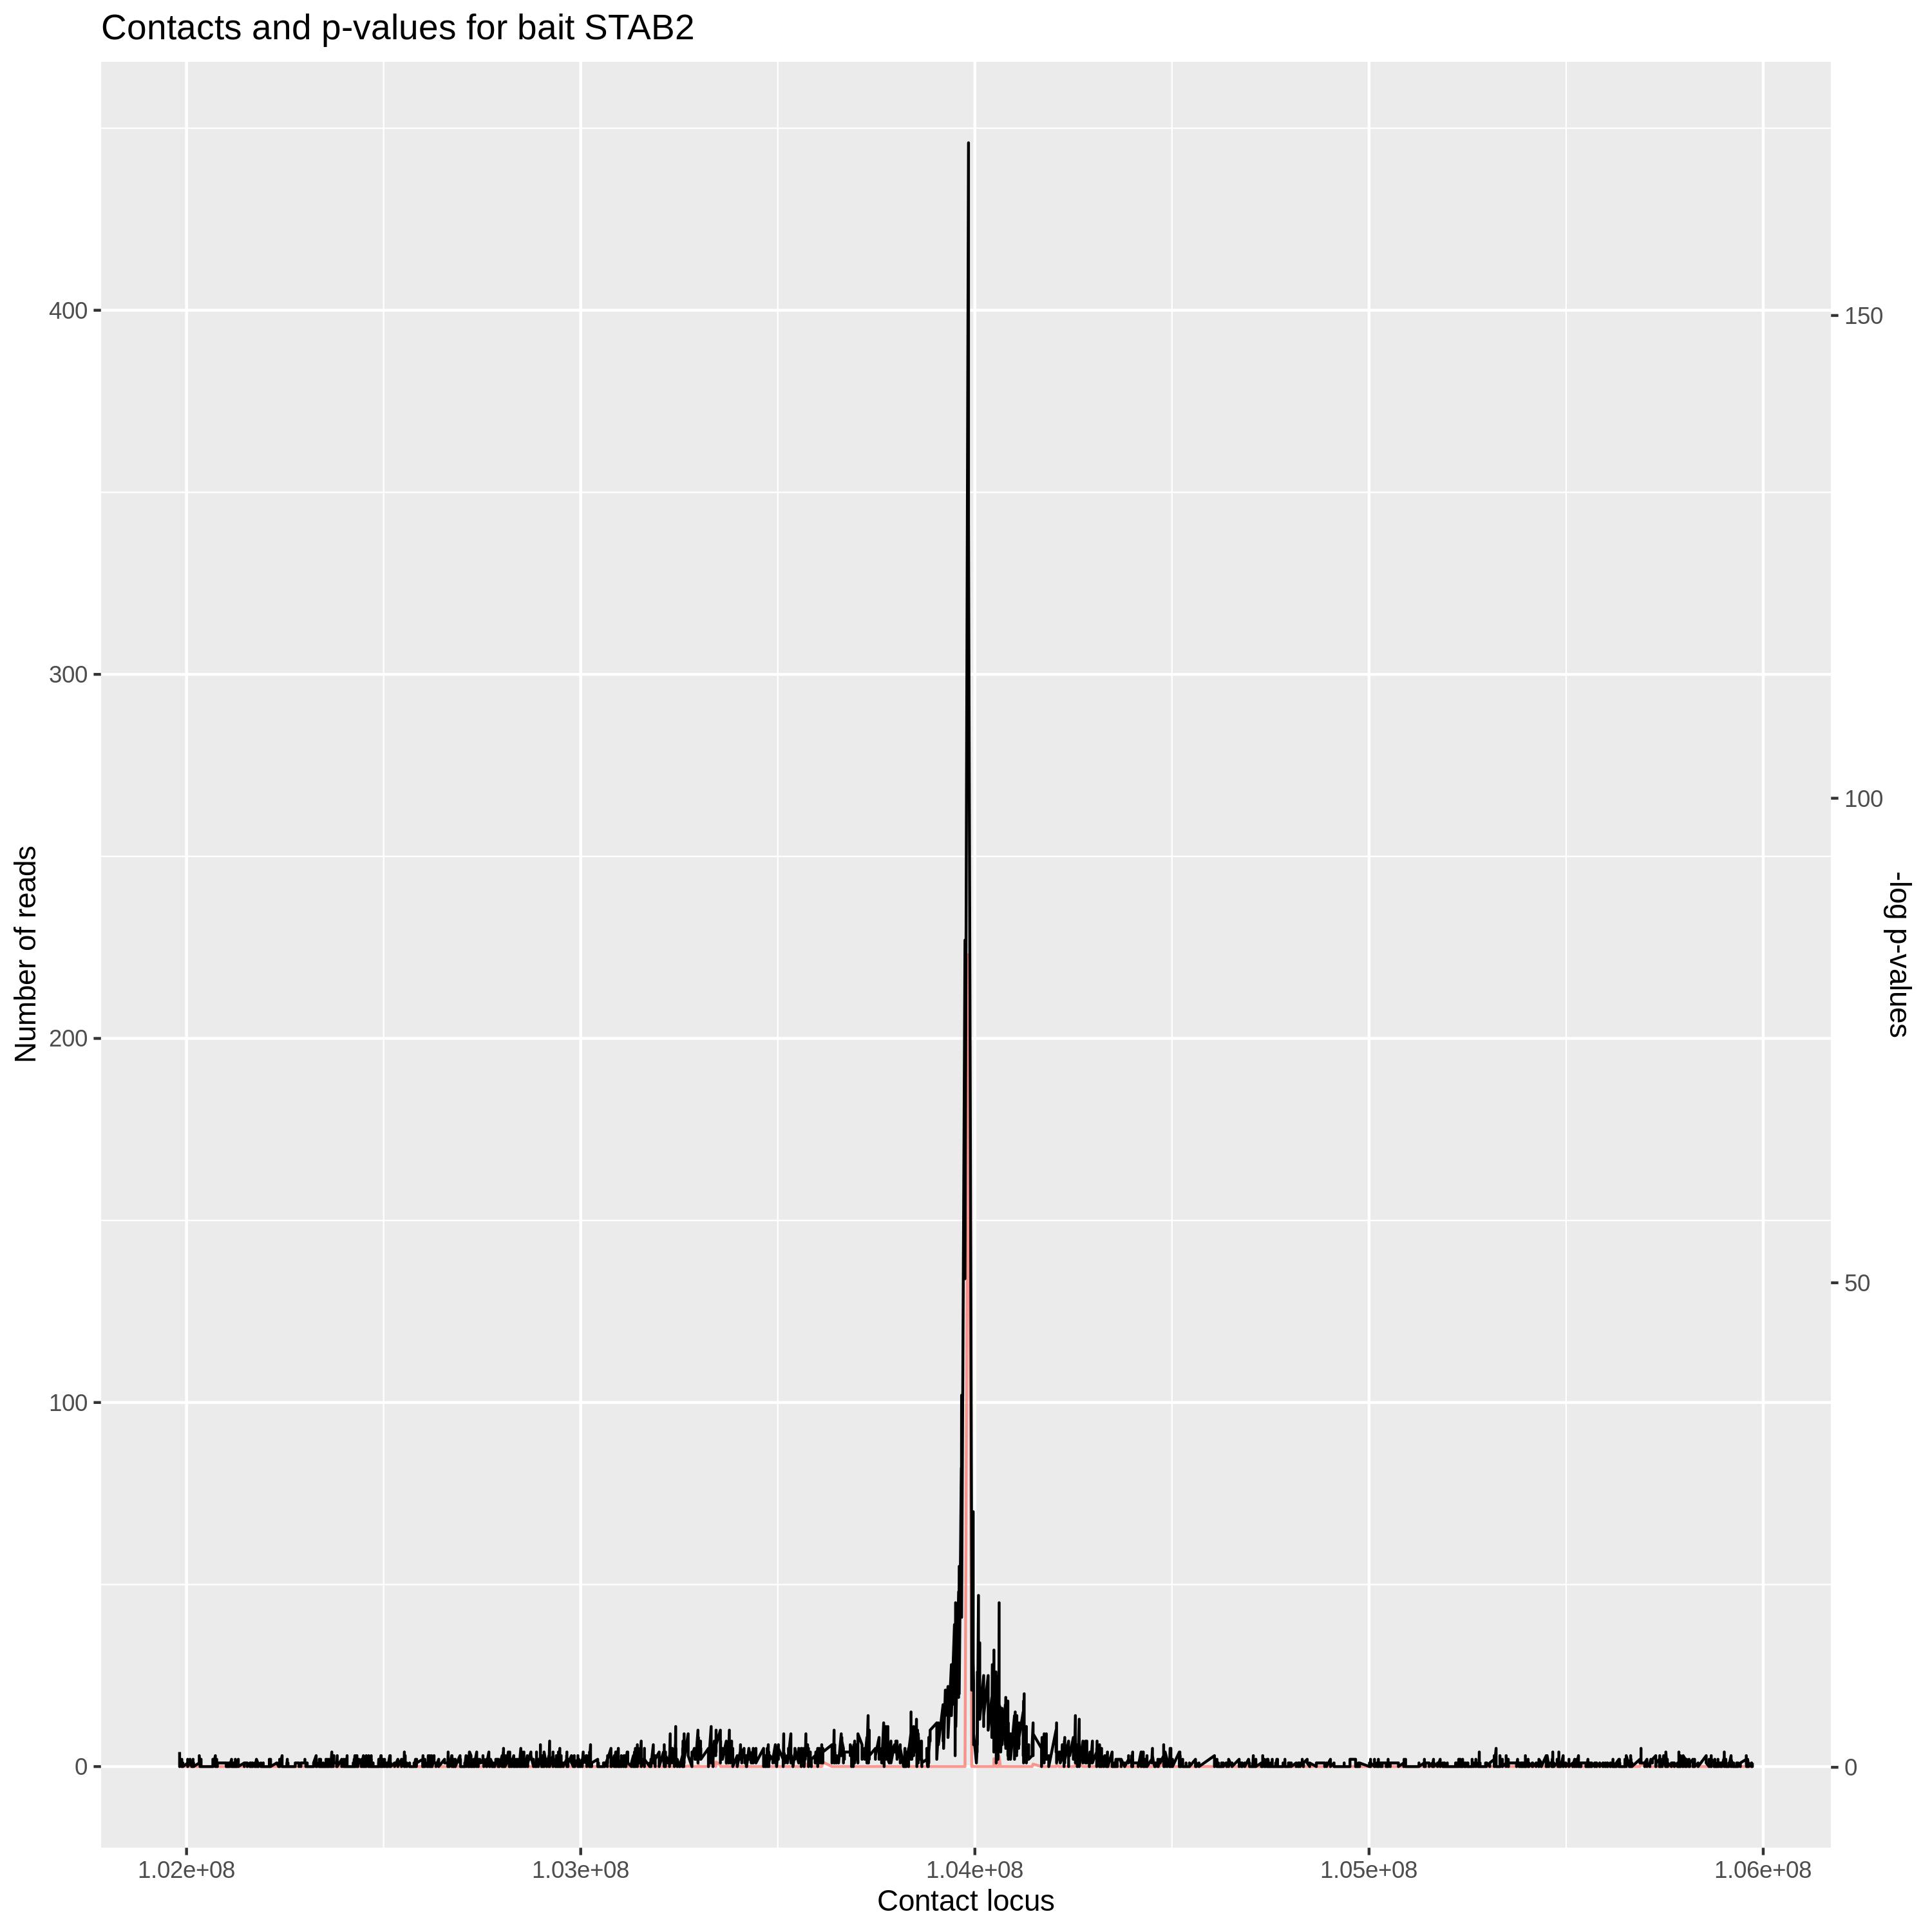 Contacts and p-values for bait STAB2
Number of reads
400
300
200
100
0
150
100
50
0
-log p-values
1.02e+08
1.03e+08
1.04e+08
1.05e+08
1.06e+08
Contact locus